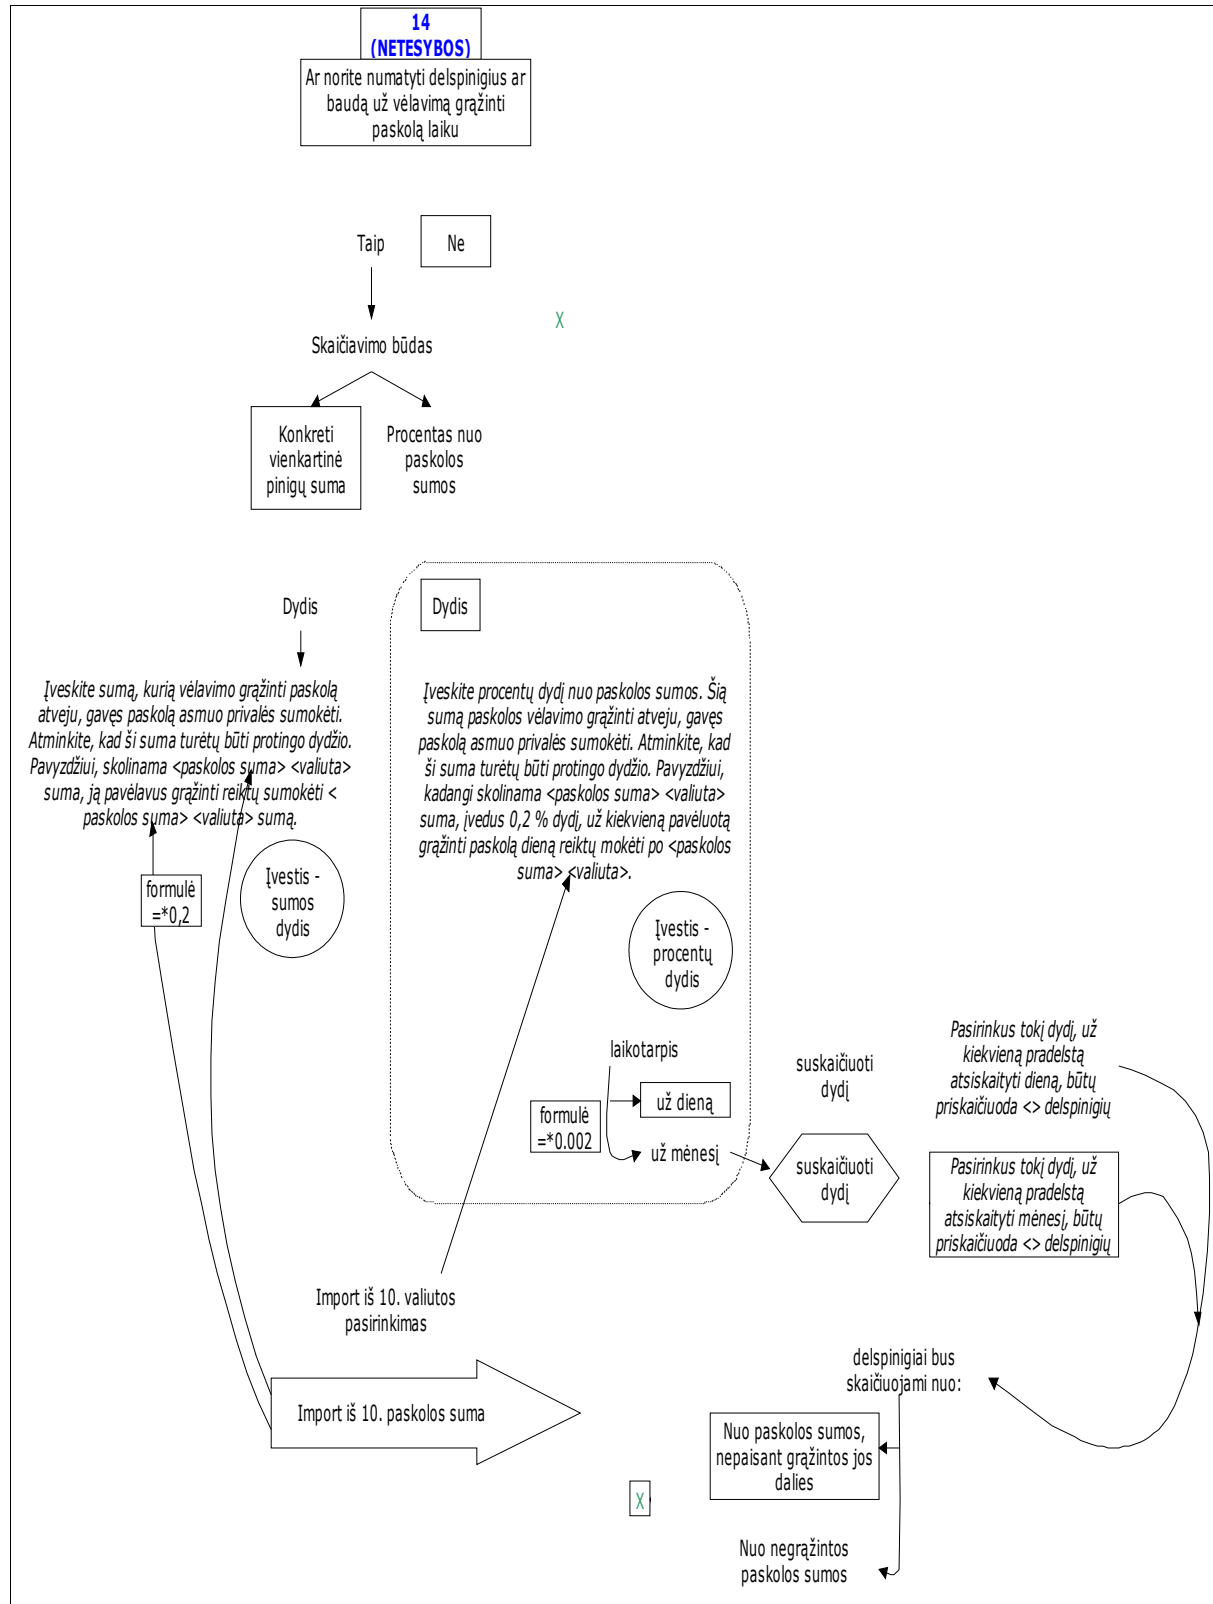 14
(NETESYBOS)
Ar norite numatyti delspinigius ar
baudą už vėlavimą grąžinti
paskolą laiku
Taip
Ne
X
Skaičiavimo būdas
Konkreti
vienkartinė
pinigų suma
Procentas nuo
paskolos
sumos
Dydis
Dydis
Įveskite sumą, kurią vėlavimo grąžinti paskolą
atveju, gavęs paskolą asmuo privalės sumokėti.
Atminkite, kad ši suma turėtų būti protingo dydžio.
Pavyzdžiui, skolinama <paskolos suma> <valiuta>
suma, ją pavėlavus grąžinti reiktų sumokėti <
paskolos suma> <valiuta> sumą.
Įveskite procentų dydį nuo paskolos sumos. Šią
sumą paskolos vėlavimo grąžinti atveju, gavęs
paskolą asmuo privalės sumokėti. Atminkite, kad
ši suma turėtų būti protingo dydžio. Pavyzdžiui,
kadangi skolinama <paskolos suma> <valiuta>
suma, įvedus 0,2 % dydį, už kiekvieną pavėluotą
grąžinti paskolą dieną reiktų mokėti po <paskolos
suma> <valiuta>.
formulė
=*0,2
Įvestis -
sumos
dydis
Įvestis -
procentų
dydis
laikotarpis
formulė
=*0.002
už dieną
už mėnesį
suskaičiuoti
dydį
suskaičiuoti
dydį
Pasirinkus tokį dydį, už
kiekvieną pradelstą
atsiskaityti dieną, būtų
priskaičiuoda <> delspinigių
Pasirinkus tokį dydį, už
kiekvieną pradelstą
atsiskaityti mėnesį, būtų
priskaičiuoda <> delspinigių
Import iš 10. valiutos
pasirinkimas
Import iš 10. paskolos suma
delspinigiai bus
skaičiuojami nuo:
Nuo paskolos sumos,
nepaisant grąžintos jos
dalies
X
Nuo negrąžintos
paskolos sumos